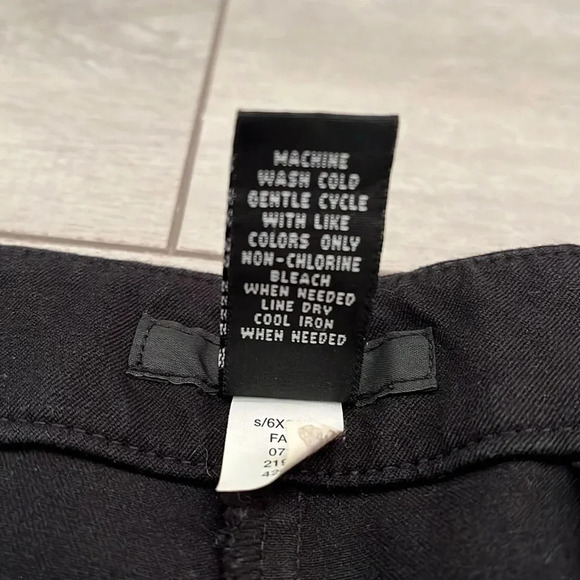 MACHINE
WASH COLD
GENTLE CYCLE
WITH LIKE
COLORS ONLY
NON-CHLORINE
BLEACH
WHEN NEEDED
LINE DRY
COOL IRON
WHEN NEEDED
s/6X
FA
07